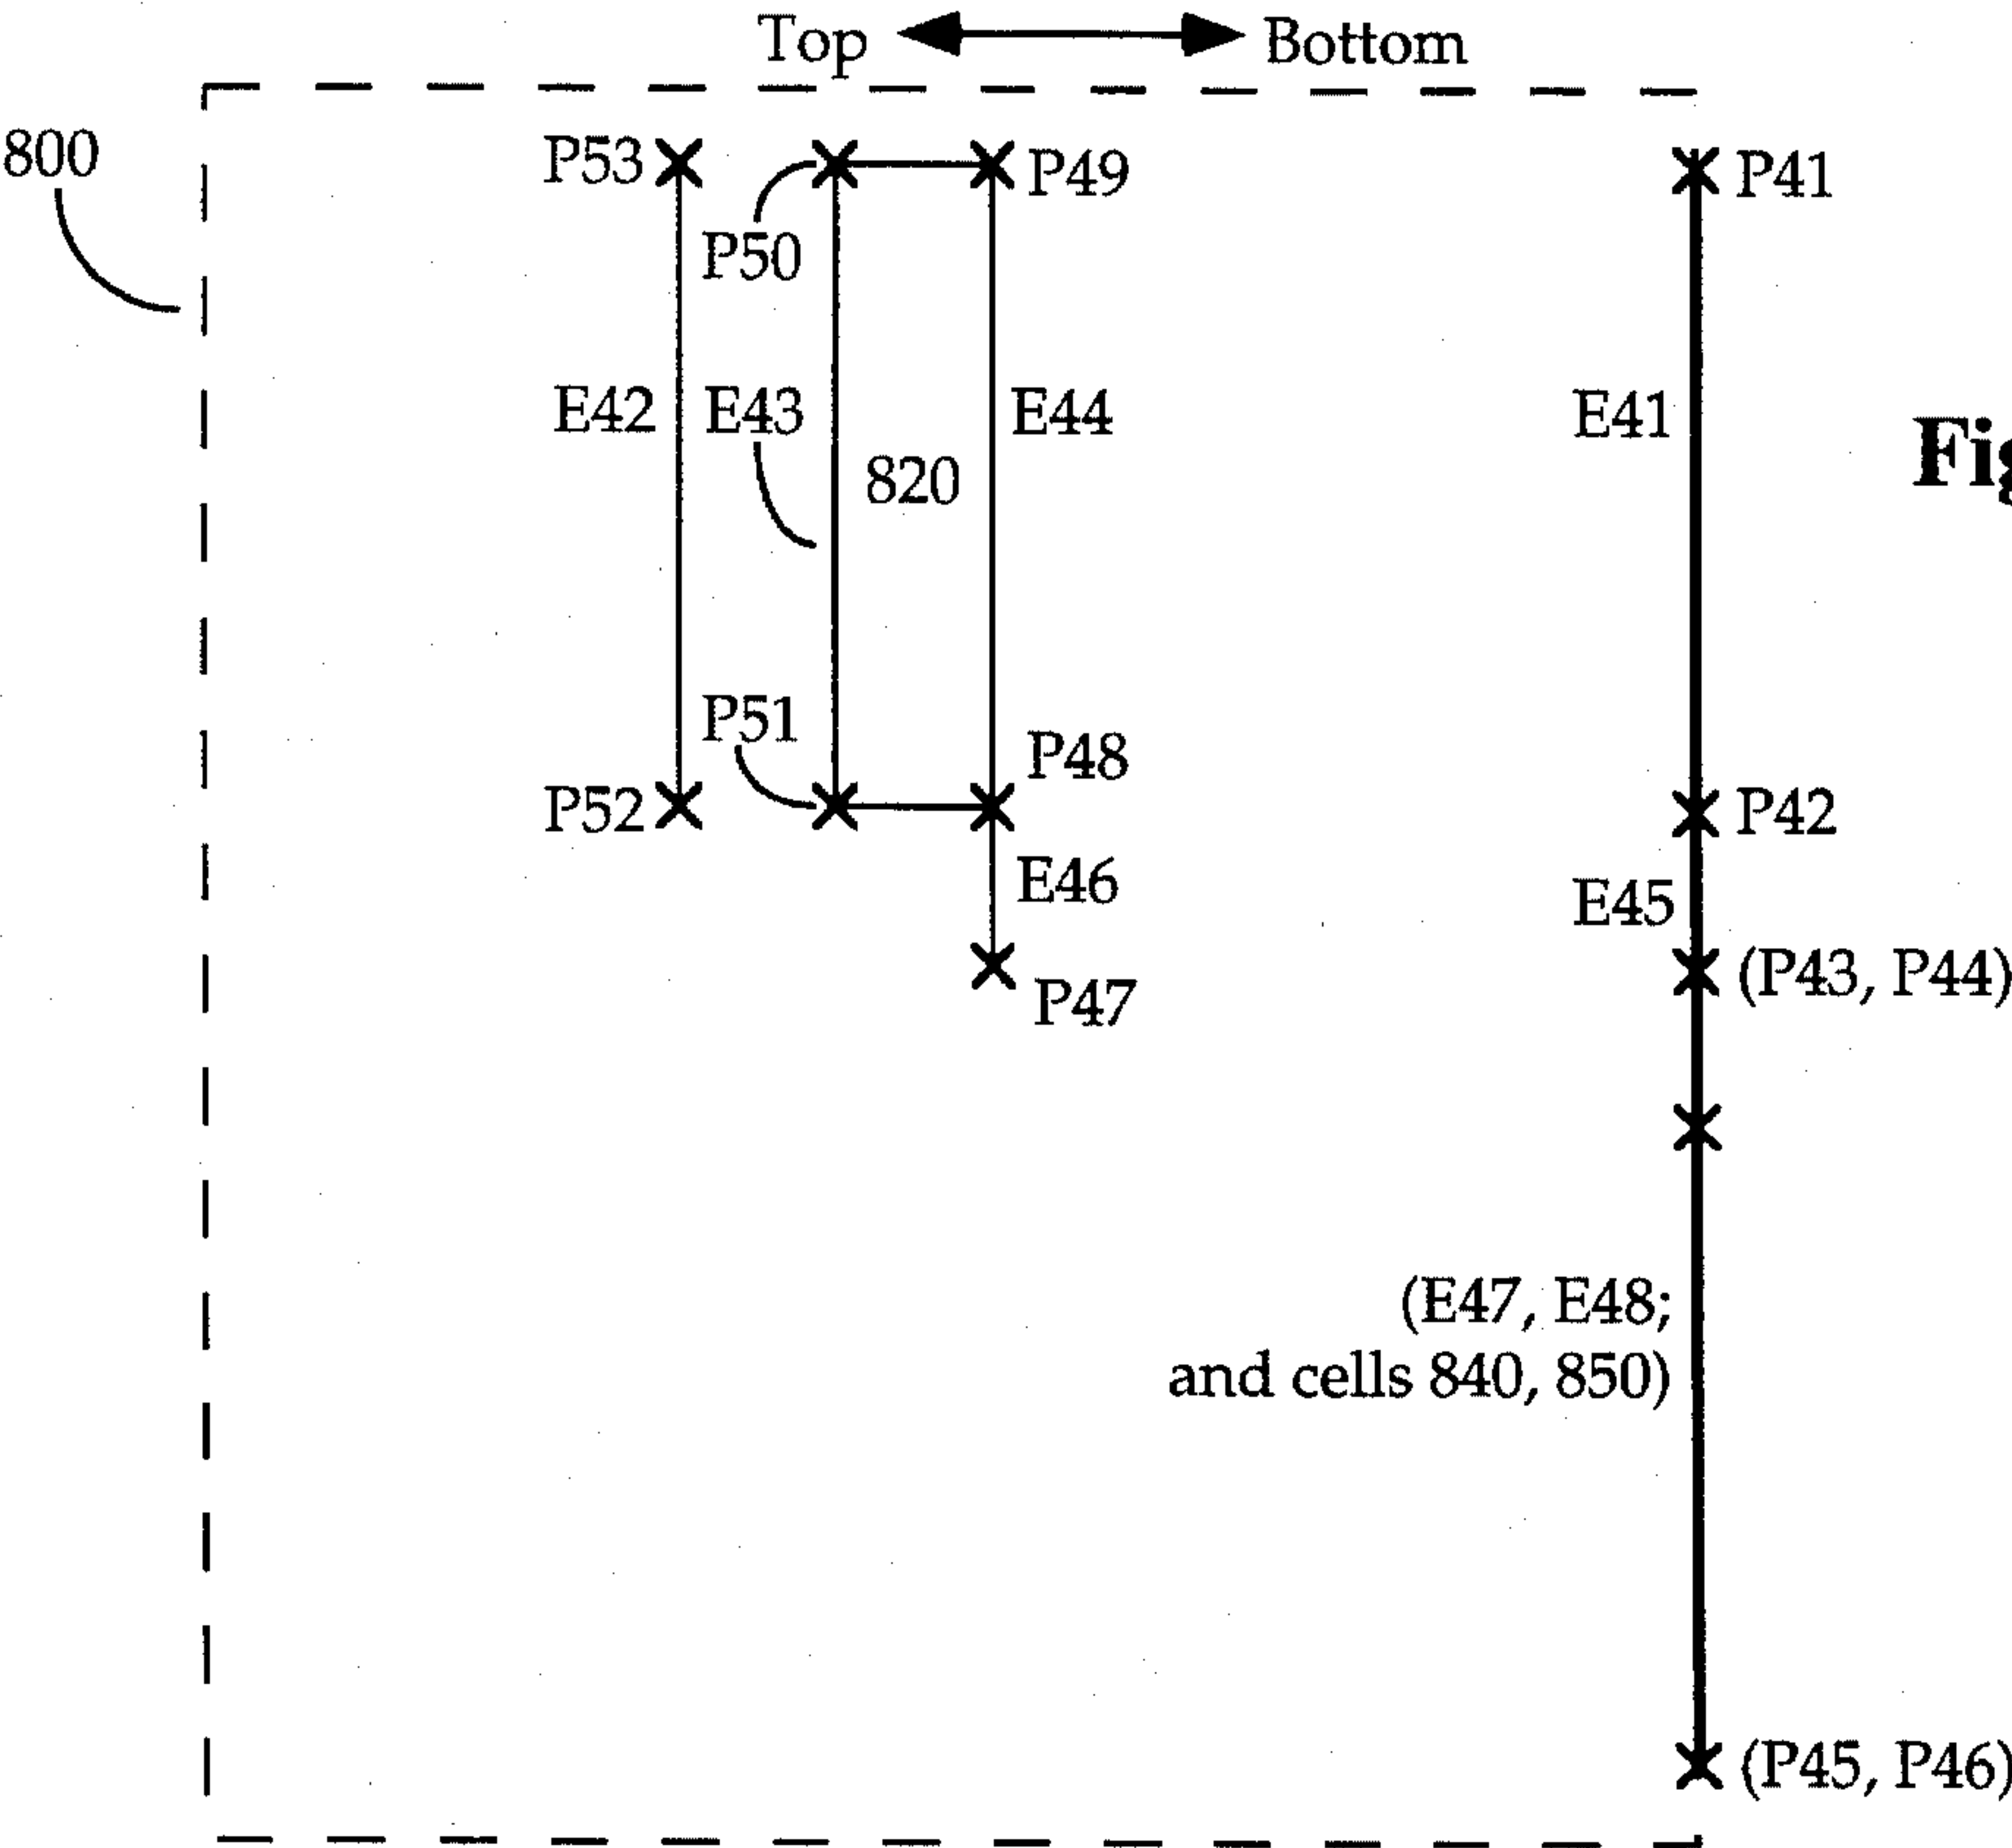 Top Bottom
800
P53
P49
P41
P50
E42
E43
E44
E41
820
P51
P48
P52
P42
E46
E45
(P43, P44)
P47
(E47, E48;
and cells 840, 850)
(P45, P46)